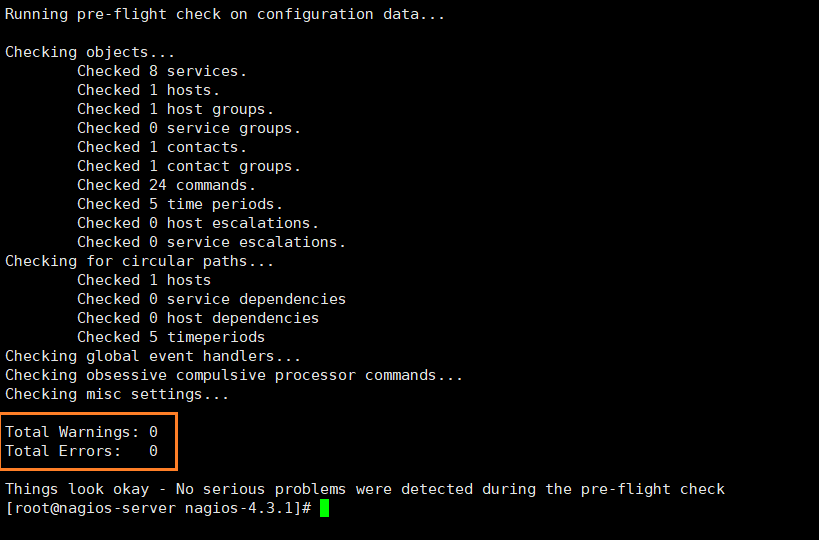 Running pre-flight check on configuration data...
Checking objects...
Checked 8 services.
Checked 1 hosts.
Checked 1 host groups.
Checked 0 service groups.
Checked 1 contacts.
Checked 1 contact groups.
Checked 24 commands.
Checked 5 time periods.
Checked 0 host escalations.
Checked 0 service escalations.
Checking for circular paths...
Checked 1 hosts
Checked 0 service dependencies
Checked 0 host dependencies
Checked 5 timeperiods
Checking global event handlers...
Checking obsessive compulsive processor commands...
Checking misc settings...
Total Warnings: 0
Total Errors:   0
Things look okay - No serious problems were detected during the pre-flight check
[root@nagios-server nagios-4.3.1]#